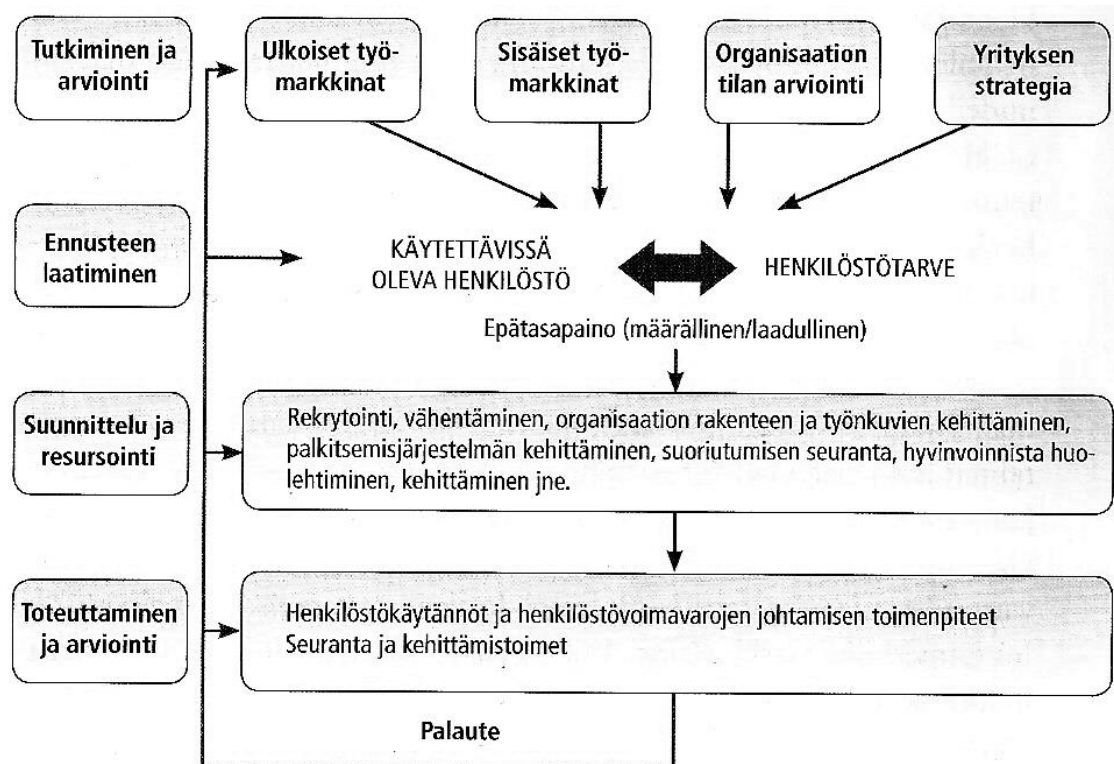 Tutkiminen ja
arviointi
Ulkoiset työ-
markkinat
Sisäiset työ-
markkinat
Organisaation
tilan arviointi
Yrityksen
strategia
Ennusteen
laatiminen
KÄYTETTÄVISSÄ
OLEVA HENKILÖSTÖ
HENKILÖSTÖTARVE
Epätasapaino (määrällinen/laadullinen)
Suunnittelu ja
resursointi
Rekrytointi, vähentäminen, organisaation rakenteen ja työnkuvien kehittäminen,
palkitsemisjärjestelmän kehittäminen, suoriutumisen seuranta, hyvinvoinnista huo-
lehtiminen, kehittäminen jne.
Toteuttaminen
ja arviointi
Henkilöstökäytännöt ja henkilöstövoimavarojen johtamisen toimenpiteet
Seuranta ja kehittämistoimet
Palaute